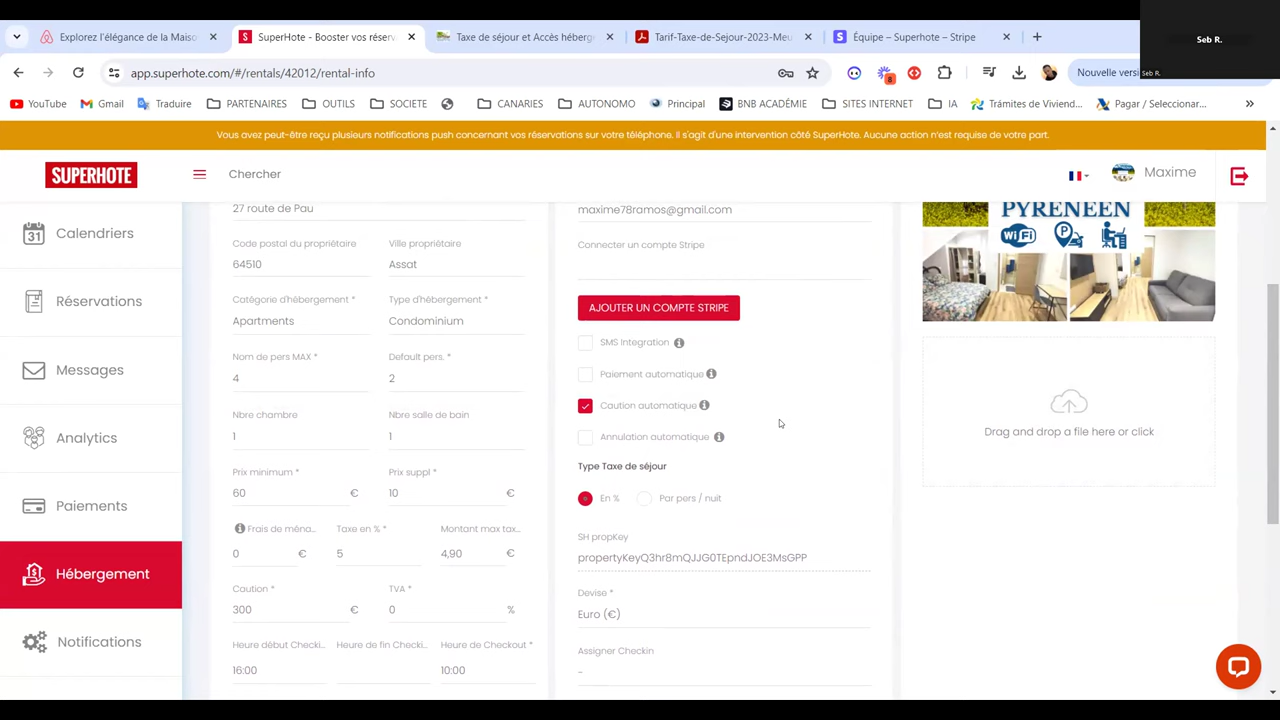 Explorez l'élégance de la Maiso
SuperHote - Booster vos réserv
Taxe de séjour et Accès héberg
Tarif-Taxe-de-Sejour-2023-Meu
Équipe – Superhote – Stripe
Seb R.
app.superhote.com/#/rentals/42012/rental-info
8
Nouvelle versi
Seb R.
YouTube
Gmail
Traduire
PARTENAIRES
OUTILS
SOCIETE
CANARIES
AUTONOMO
Principal
BNB ACADÉMIE
SITES INTERNET
IA
Trámites de Viviend...
Pagar / Seleccionar...
Vous avez peut-être reçu plusieurs notifications push concernant vos réservations sur votre téléphone. Il s'agit d'une intervention côté SuperHote. Aucune action n'est requise de votre part.
SUPERHOTE
Chercher
Maxime
31
Calendriers
Réservations
Messages
Analytics
Paiements
Hébergement
Notifications
27 route de Pau
Code postal du propriétaire
Ville propriétaire
64510
Assat
Catégorie d'hébergement *
Type d'hébergement *
Apartments
Condominium
Nom de pers MAX *
Default pers. *
4
2
Nbre chambre
Nbre salle de bain
1
1
Prix minimum *
Prix suppl *
60 €
10 €
Frais de ména...
Taxe en % *
Montant max tax...
0 €
5
4,90 €
Caution *
TVA *
300 €
0 %
Heure début Checki...
Heure de fin Checki...
Heure de Checkout *
16:00
10:00
maxime78ramos@gmail.com
Connecter un compte Stripe
AJOUTER UN COMPTE STRIPE
SMS Integration
Paiement automatique
Caution automatique
Annulation automatique
Type Taxe de séjour
En %
Par pers / nuit
SH propKey
propertyKeyQ3hr8mQJJG0TEpndJOE3MsGPP
Devise *
Euro (€)
Assigner Checkin
-
PYRENEEN
WiFi
Drag and drop a file here or click